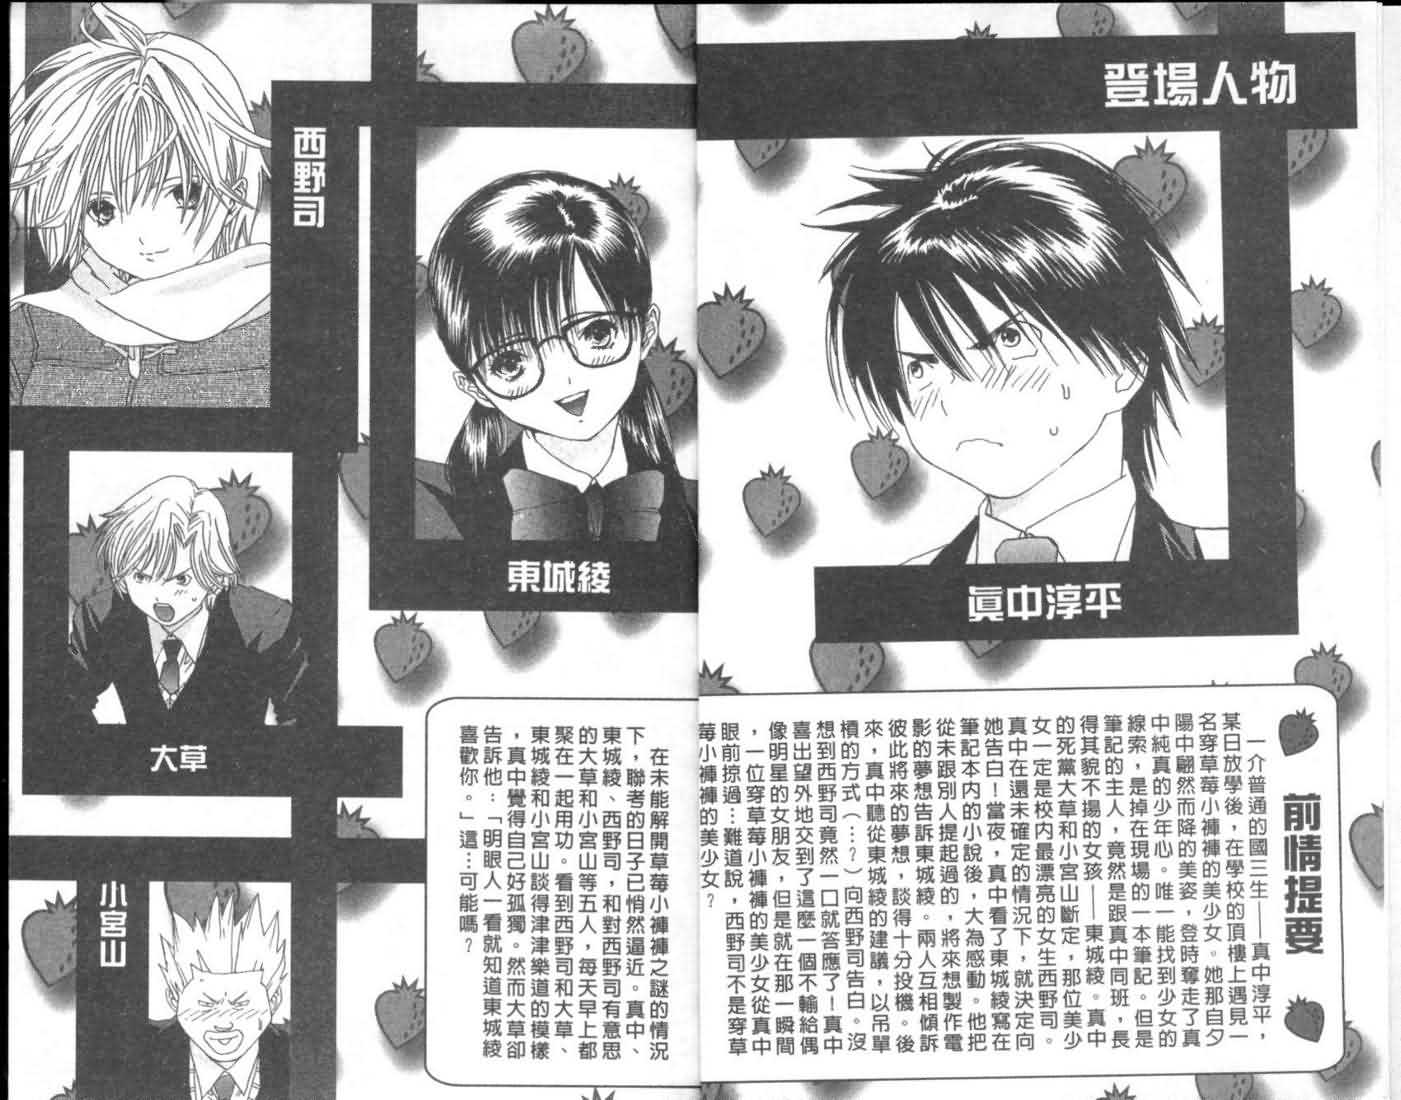 登場人物
真中淳平
東城綾
西野司
大草
小宮山
前情提要
一介普通的國三生——真中淳平，
某日放學後，在學校的頂樓上遇見一
名穿草莓小褲褲的美少女。她那自夕
陽中翩然而降的美姿，登時奪走了真
中純真的少年心。唯一能找到少女的
線索，是掉在現場的一本筆記。但是
筆記的主人，竟然是跟真中同班，長
得其貌不揚的女孩——東城綾。真中
的死黨大草和小宮山斷定，那位美少
女一定是校內最漂亮的女生西野司。
真中在還未確定的情況下，就決定向
她告白！當夜，真中看了東城綾寫在
筆記本內的小說後，大為感動。他把
從未跟別人提起過的，將來想製作電
影的夢想告訴東城綾。兩人互相傾訴
彼此將來的夢想，談得十分投機。後
來，真中聽從東城綾的建議，以吊單
槓的方式（…？）向西野司告白。沒
想到西野司竟然一口就答應了！真中
喜出望外地交到了這麼一個不輸給偶
像明星的女朋友，但是就在那一瞬間
，一位穿草莓小褲褲的美少女從真中
眼前掠過…難道說，西野司不是穿草
莓小褲褲的美少女？
在未能解開草莓小褲褲之謎的情況
下，聯考的日子已悄然逼近。真中、
東城綾、西野司，和對西野司有意思
的大草和小宮山等五人，每天早上都
聚在一起用功。看到西野司和大草、
東城綾和小宮山談得津津樂道的模樣
，真中覺得自己好孤獨。然而大草卻
告訴他：「明眼人一看就知道東城綾
喜歡你。」這…可能嗎？